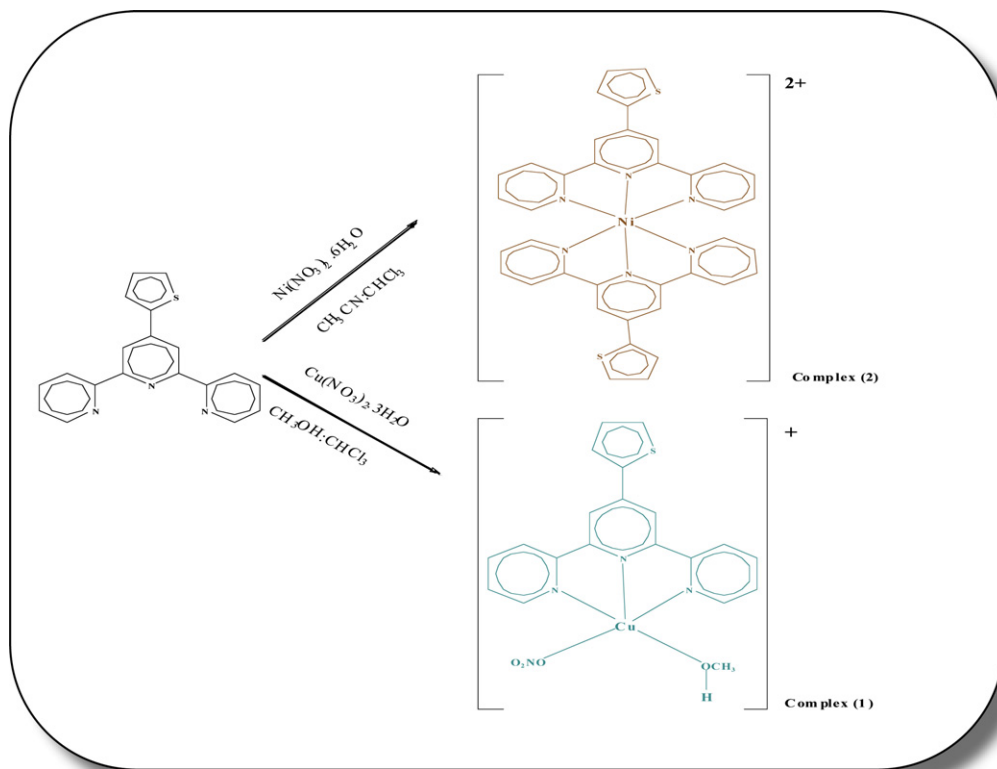 S
N
N
N
Ni(NO3)2 .6H2O
CH3CN:CHCl3
Cu(NO3)2.3H2O
CH3OH:CHCl3
2+
S
N
N
N
Ni
N
N
N
S
Complex (2)
+
S
N
N
N
Cu
O2NO
OCH3
H
Complex (1)